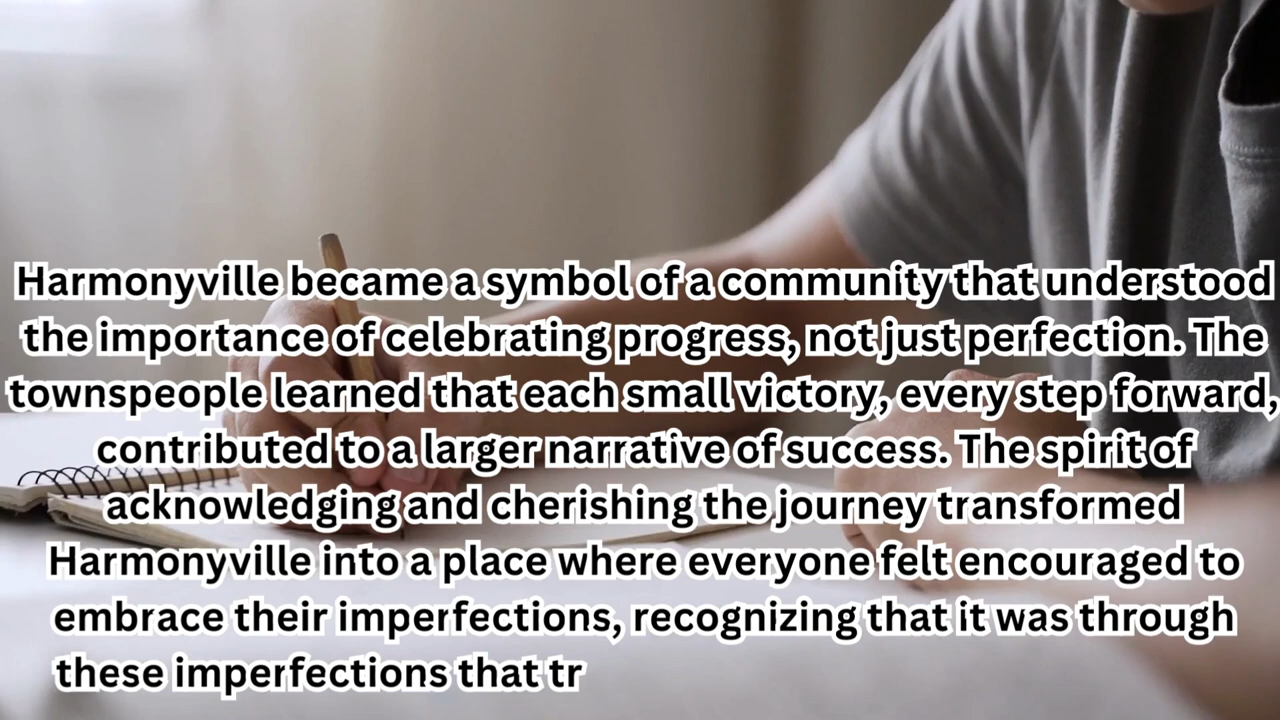 Harmonyville became a symbol of a community that understood
the importance of celebrating progress, not just perfection. The
townspeople learned that each small victory, every step forward,
contributed to a larger narrative of success. The spirit of
acknowledging and cherishing the journey transformed
Harmonyville into a place where everyone felt encouraged to
embrace their imperfections, recognizing that it was through
these imperfections that tr